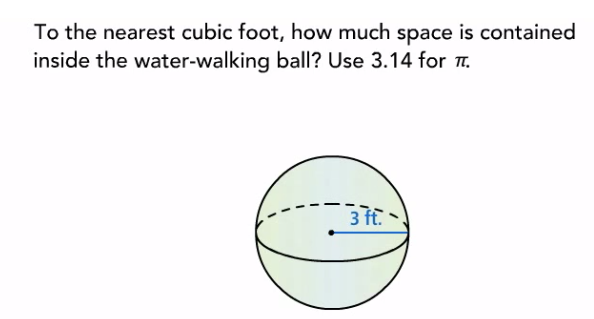 To the nearest cubic foot, how much space is contained
inside the water-walking ball? Use 3.14 for π.
3 ft.